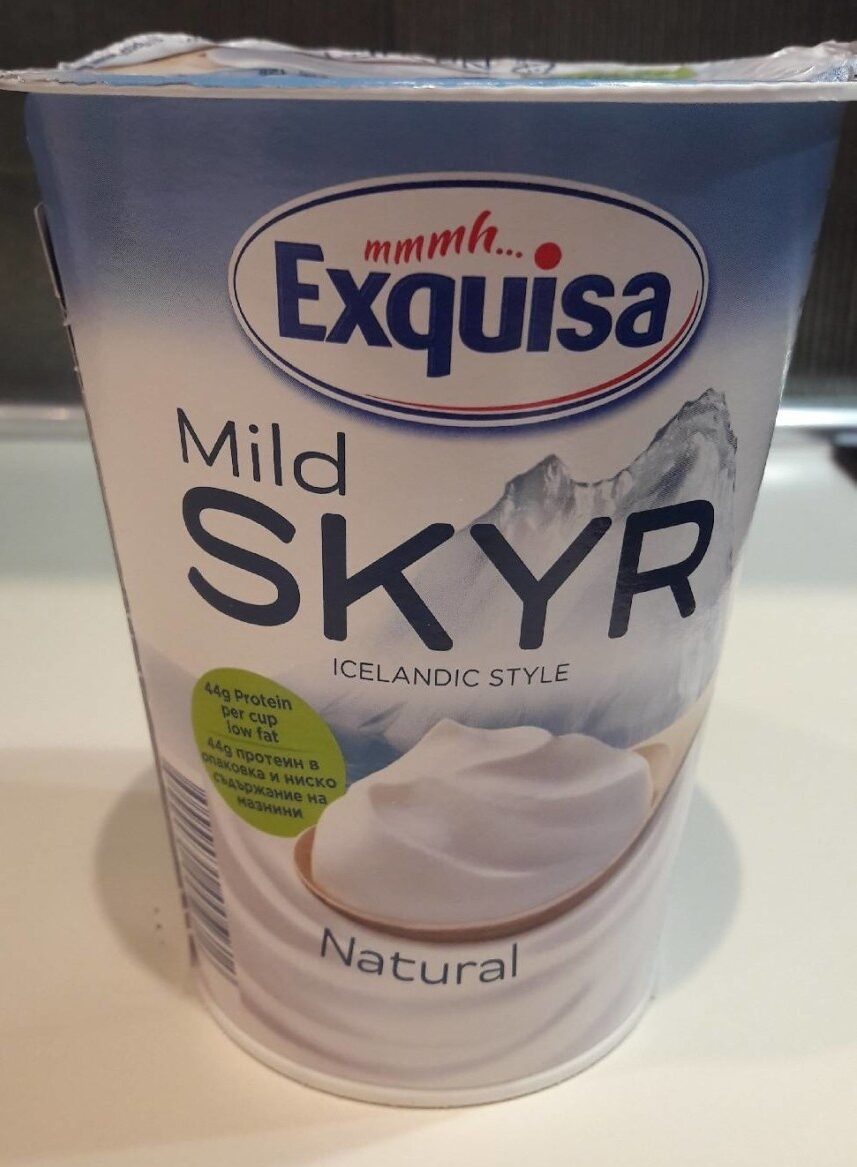 mmmh...
Exquisa
Mild
SKYR
ICELANDIC STYLE
44g Protein
per cup
low fat
44g протеин в
опаковка и ниско
съдържание на
мазнини
Natural